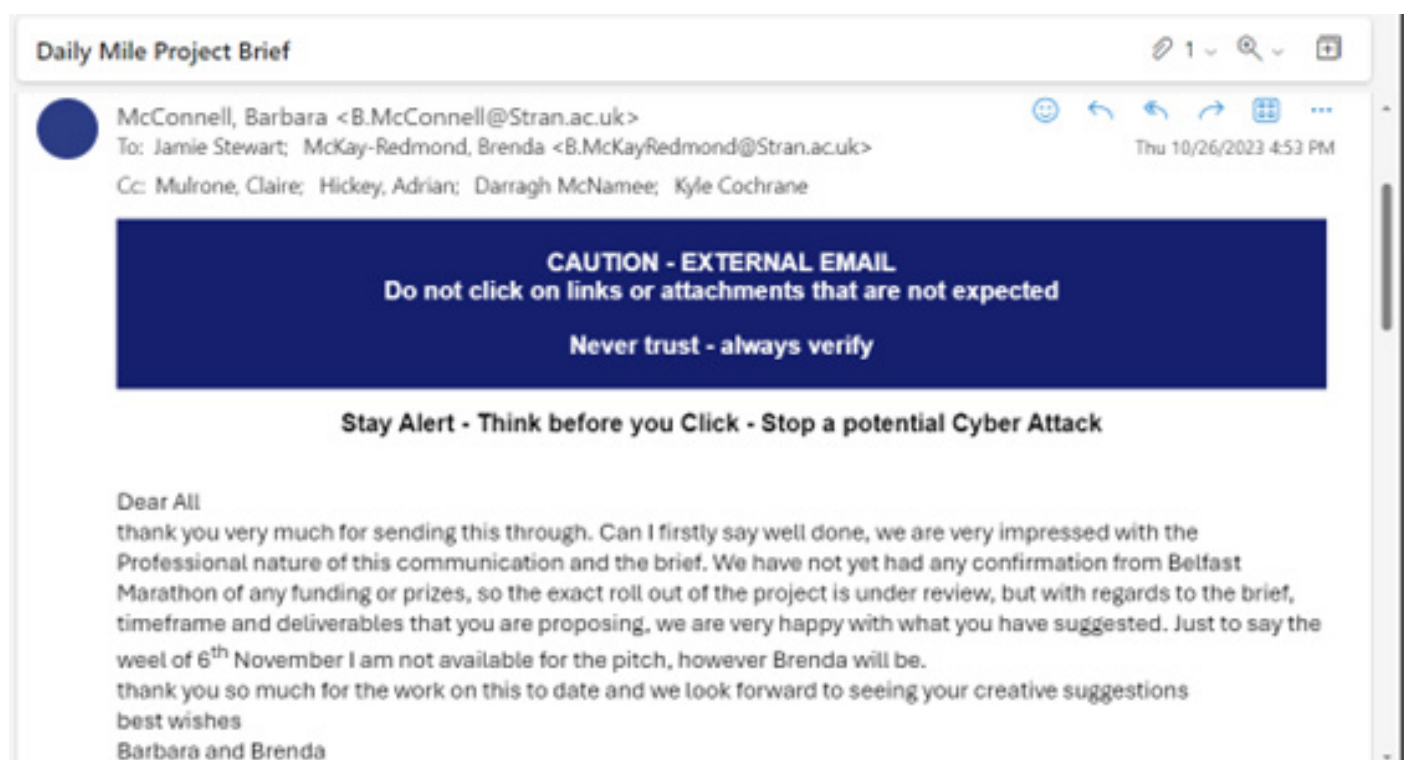 Daily Mile Project Brief
1
McConnell, Barbara <B.McConnell@Stran.ac.uk>
To: Jamie Stewart; McKay-Redmond, Brenda <B.McKayRedmond@Stran.ac.uk>
Thu 10/26/2023 4:53 PM
Cc: Mulrone, Claire; Hickey, Adrian; Darragh McNamee; Kyle Cochrane
CAUTION - EXTERNAL EMAIL
Do not click on links or attachments that are not expected
Never trust - always verify
Stay Alert - Think before you Click - Stop a potential Cyber Attack
Dear All
thank you very much for sending this through. Can I firstly say well done, we are very impressed with the
Professional nature of this communication and the brief. We have not yet had any confirmation from Belfast
Marathon of any funding or prizes, so the exact roll out of the project is under review, but with regards to the brief,
timeframe and deliverables that you are proposing, we are very happy with what you have suggested. Just to say the
weel of 6th November I am not available for the pitch, however Brenda will be.
thank you so much for the work on this to date and we look forward to seeing your creative suggestions
best wishes
Barbara and Brenda